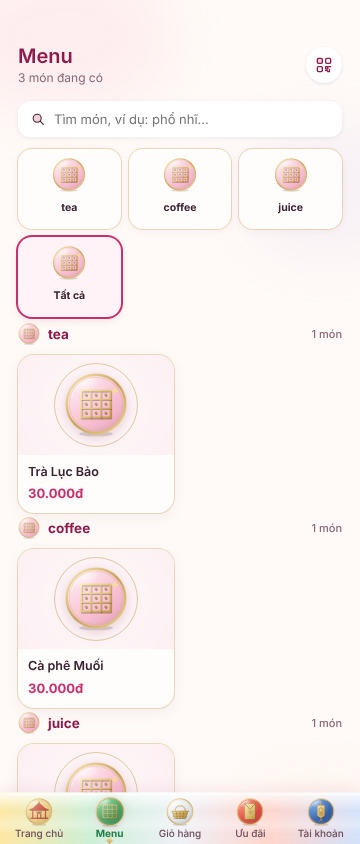 Menu
3 món đang có
Tìm món, ví dụ: phở nhĩ...
tea
coffee
juice
Tất cả
tea
1 món
Trà Lục Bảo
30.000đ
coffee
1 món
Cà phê Muối
30.000đ
juice
1 món
Trang chủ
Menu
Giỏ hàng
Ưu đãi
Tài khoản